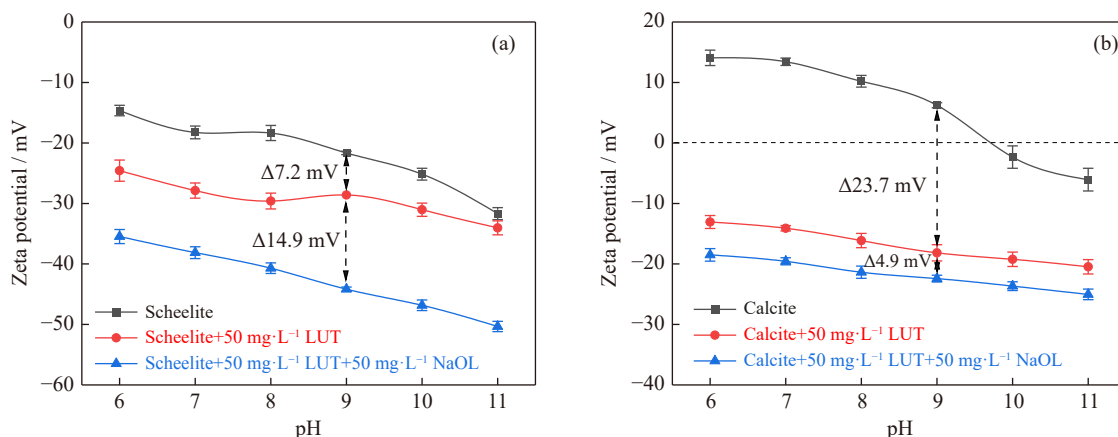 (a)
0
−10
−20
−30
−40
−50
−60
Zeta potential / mV
Δ7.2 mV
Δ14.9 mV
Scheelite
Scheelite+50 mg·L⁻¹ LUT
Scheelite+50 mg·L⁻¹ LUT+50 mg·L⁻¹ NaOL
6 7 8 9 10 11
pH
(b)
20
10
0
−10
−20
−30
−40
Zeta potential / mV
Δ23.7 mV
Δ4.9 mV
Calcite
Calcite+50 mg·L⁻¹ LUT
Calcite+50 mg·L⁻¹ LUT+50 mg·L⁻¹ NaOL
6 7 8 9 10 11
pH